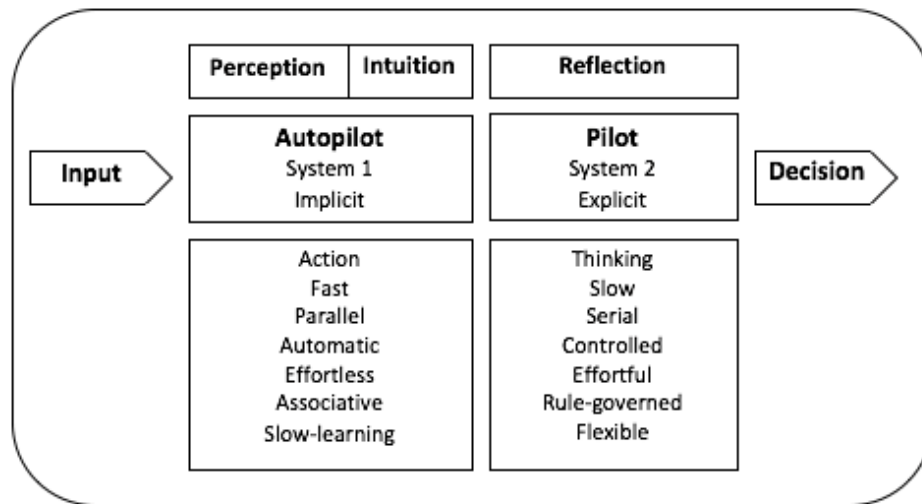 Perception
Intuition
Reflection
Input
Autopilot
System 1
Implicit
Pilot
System 2
Explicit
Decision
Action
Fast
Parallel
Automatic
Effortless
Associative
Slow-learning
Thinking
Slow
Serial
Controlled
Effortful
Rule-governed
Flexible